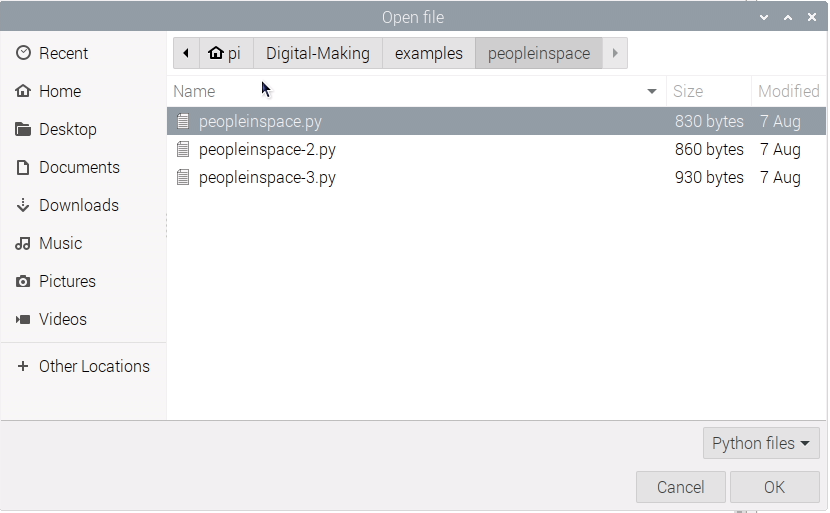 Open file
Recent
Home
Desktop
Documents
Downloads
Music
Pictures
Videos
Other Locations
pi Digital-Making examples peopleinspace
Name Size Modified
peopleinspace.py 830 bytes 7 Aug
peopleinspace-2.py 860 bytes 7 Aug
peopleinspace-3.py 930 bytes 7 Aug
Python files
Cancel OK